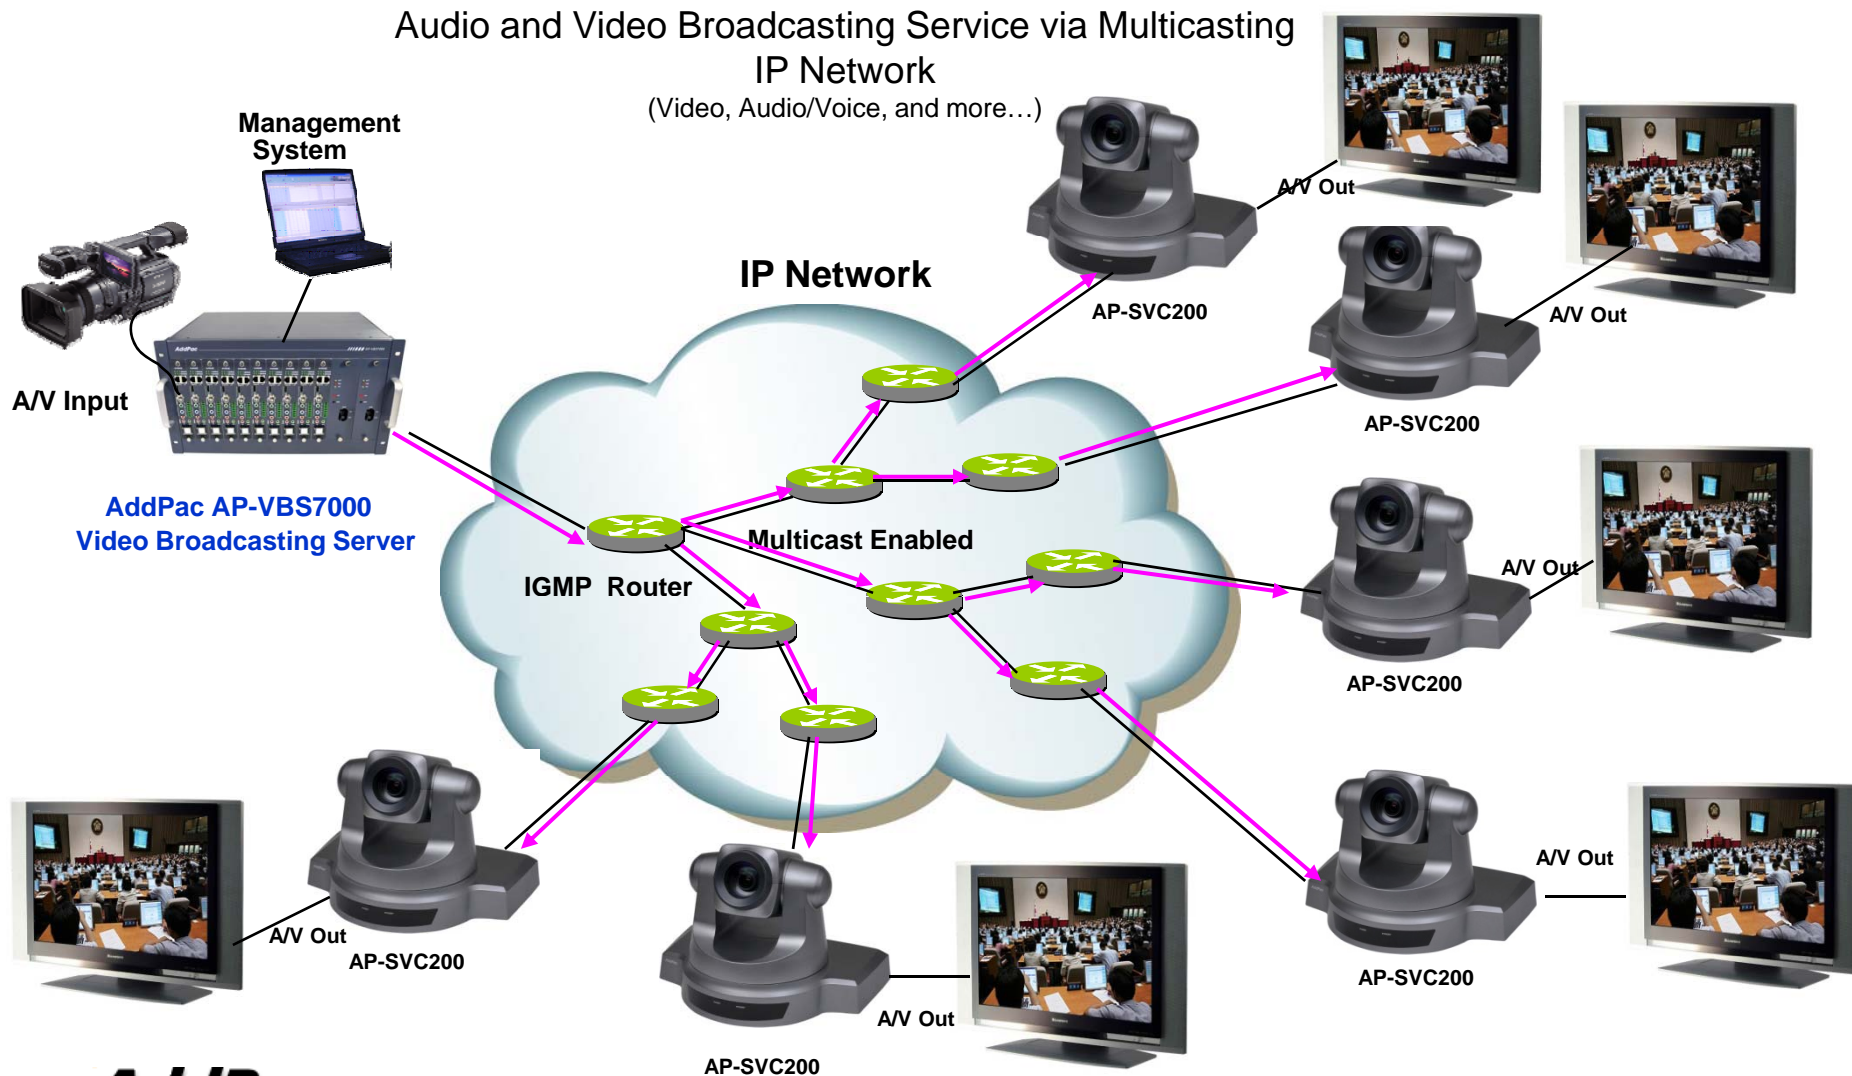 Audio and Video Broadcasting Service via Multicasting
IP Network
(Video, Audio/Voice, and more…)
Management
System
A/V Out
IP Network
AP-SVC200
A/V Out
AddPac
A/V Input
AP-SVC200
AddPac AP-VBS7000
Video Broadcasting Server
Multicast Enabled
IGMP Router
A/V Out
AP-SVC200
A/V Out
A/V Out
AP-SVC200
AP-SVC200
A/V Out
AP-SVC200